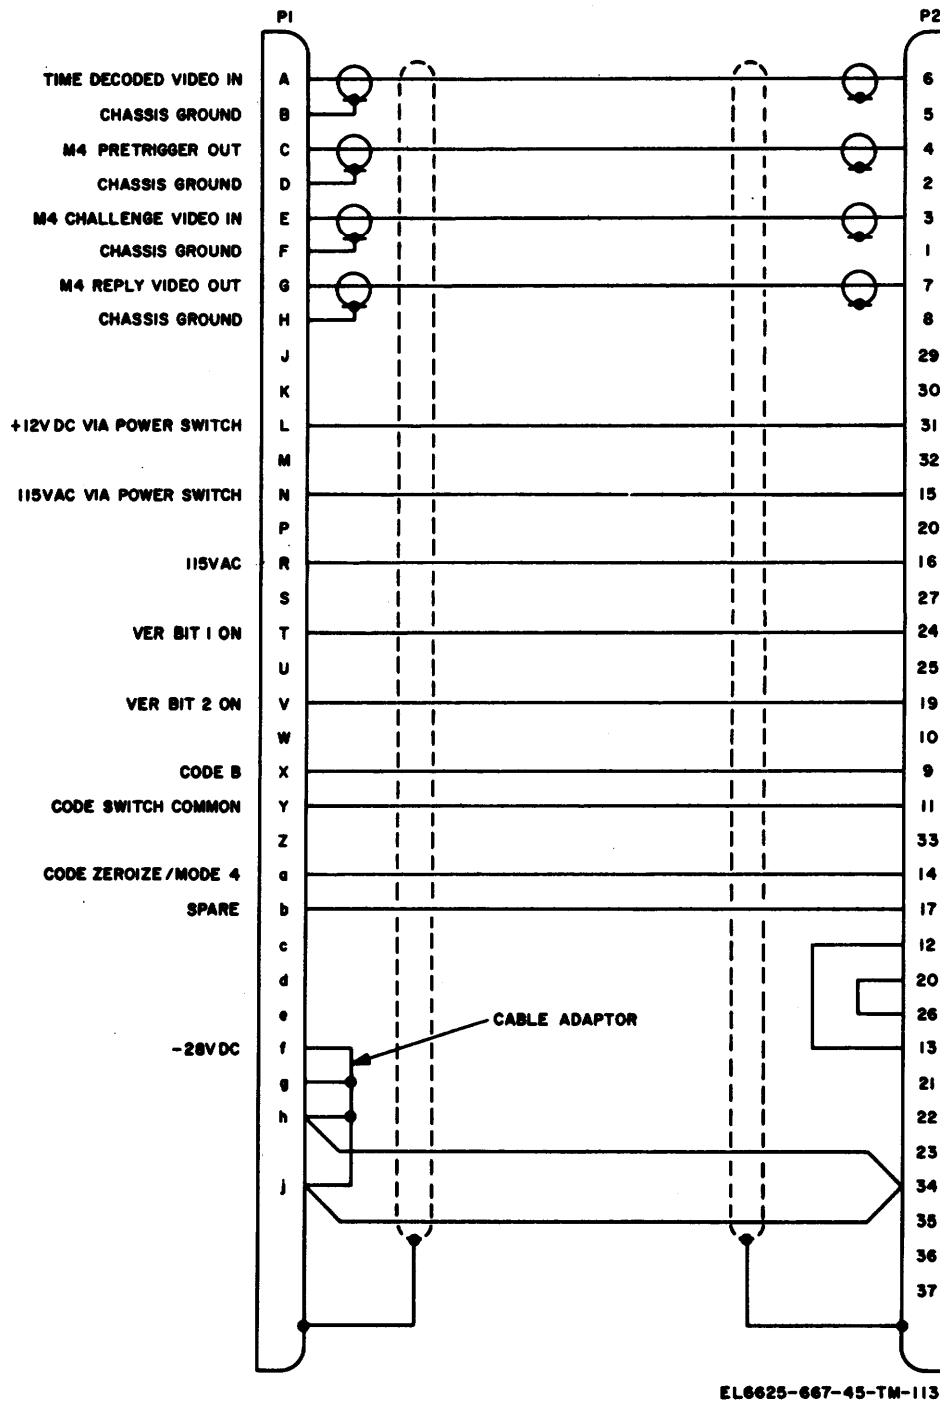 P1 P2
TIME DECODED VIDEO IN A 6
CHASSIS GROUND B 5
M4 PRETRIGGER OUT C 4
CHASSIS GROUND D 2
M4 CHALLENGE VIDEO IN E 3
CHASSIS GROUND F 1
M4 REPLY VIDEO OUT G 7
CHASSIS GROUND H 8
J 29
K 30
+12V DC VIA POWER SWITCH L 31
M 32
115VAC VIA POWER SWITCH N 15
P 20
115VAC R 16
S 27
VER BIT 1 ON T 24
U 25
VER BIT 2 ON V 19
W 10
CODE B X 9
CODE SWITCH COMMON Y 11
Z 33
CODE ZEROIZE/MODE 4 a 14
SPARE b 17
c 12
d 20
e 26
CABLE ADAPTOR
-28V DC f 13
g 21
h 22
23
j 34
35
36
37
EL6625-667-45-TM-113